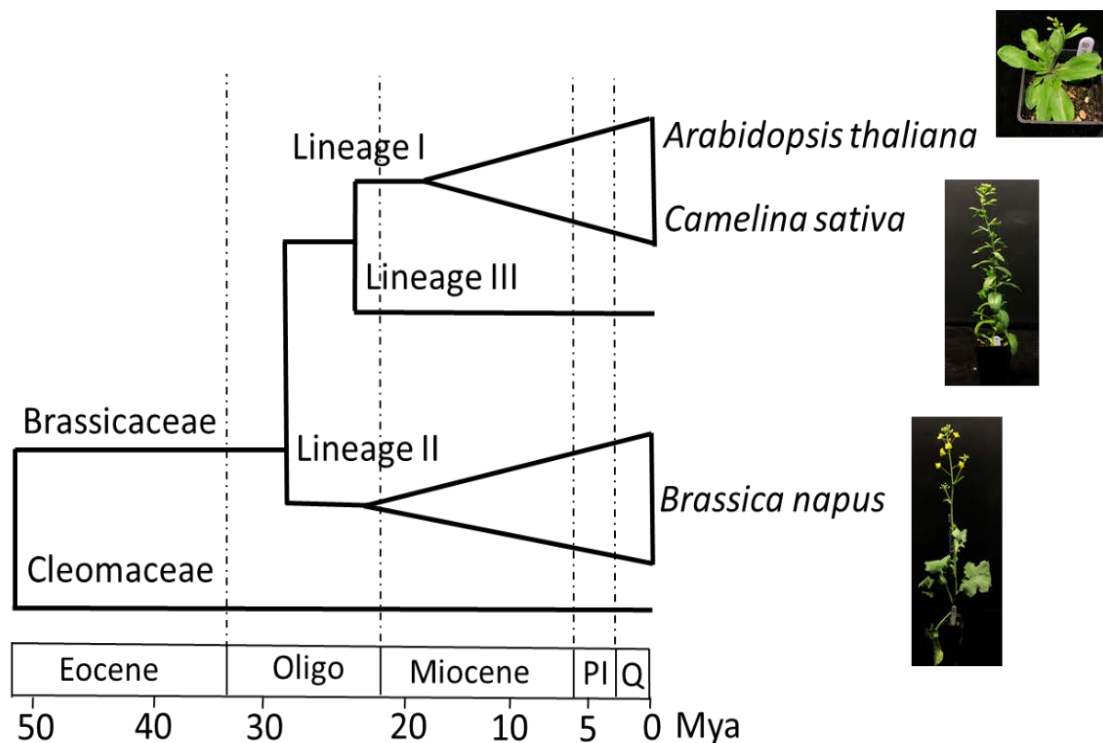 Lineage I
Arabidopsis thaliana
Camelina sativa
Lineage III
Brassicaceae
Lineage II
Brassica napus
Cleomaceae
Eocene
Oligo
Miocene
Pl
Q
50 40 30 20 10 5 0 Mya